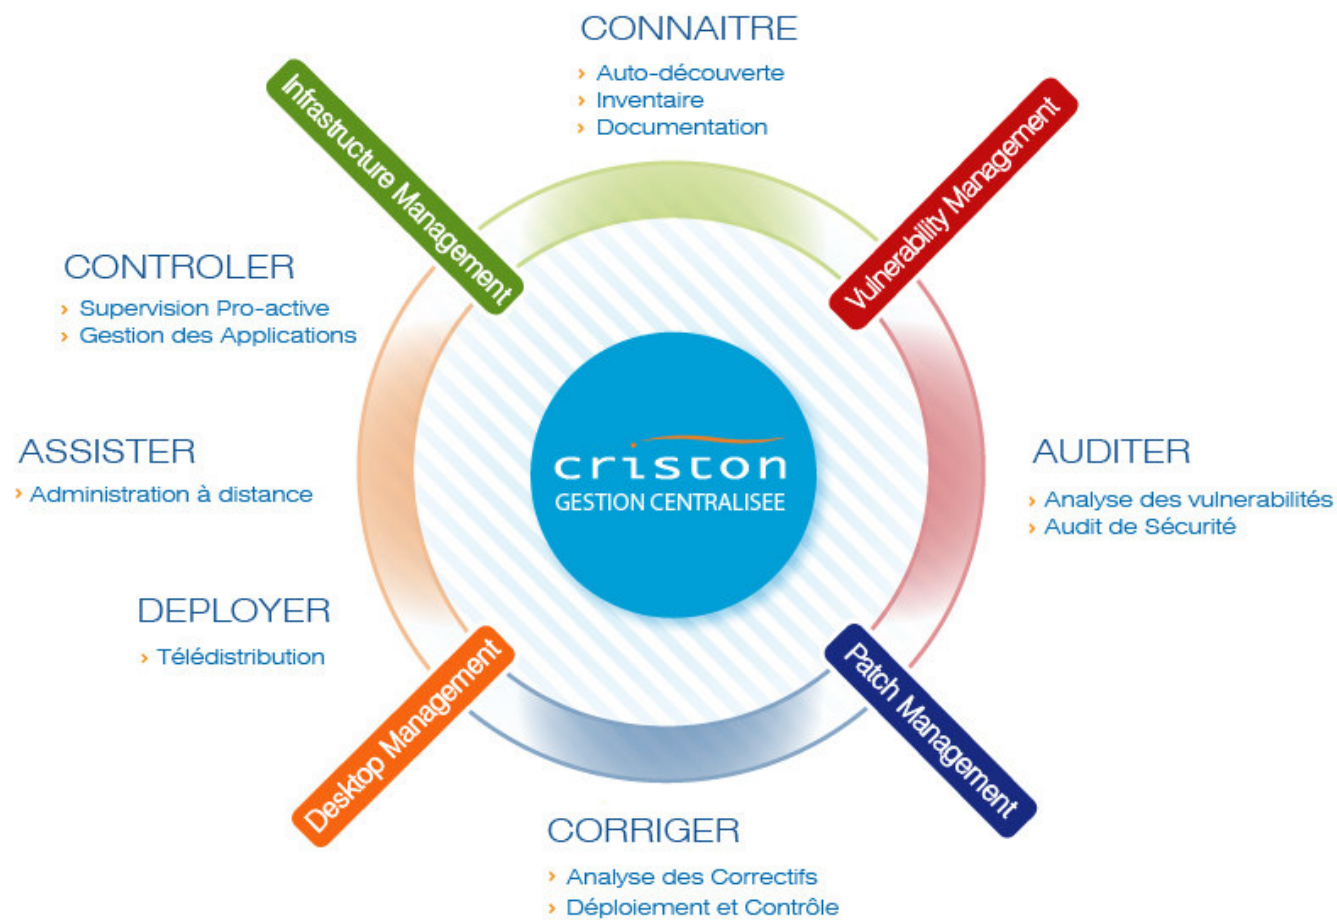 CONNAITRE
Auto-découverte
Inventaire
Documentation
Infrastructure Management
Vulnerability Management
CONTROLER
Supervision Pro-active
Gestion des Applications
criston
GESTION CENTRALISEE
ASSISTER
Administration à distance
AUDITER
Analyse des vulnerabilités
Audit de Sécurité
DEPLOYER
Télédistribution
Desktop Management
Patch Management
CORRIGER
Analyse des Correctifs
Déploiement et Contrôle